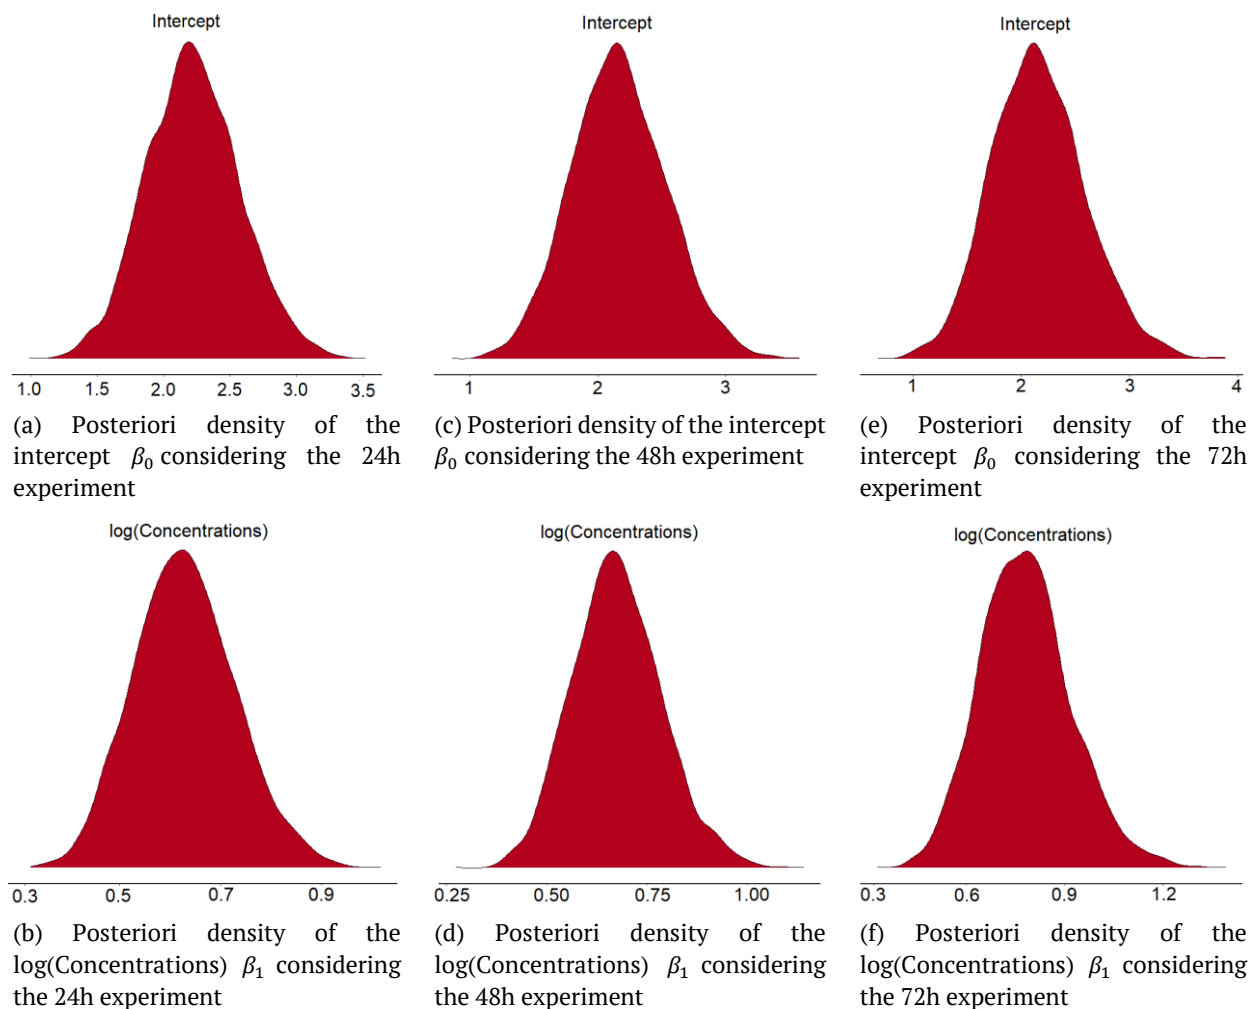 Intercept
Intercept
Intercept
1.0 1.5 2.0 2.5 3.0 3.5
1 2 3
1 2 3 4
(a) Posteriori density of the
intercept β₀ considering the 24h
experiment
(c) Posteriori density of the intercept
β₀ considering the 48h experiment
(e) Posteriori density of the
intercept β₀ considering the 72h
experiment
log(Concentrations)
log(Concentrations)
log(Concentrations)
0.3 0.5 0.7 0.9
0.25 0.50 0.75 1.00
0.3 0.6 0.9 1.2
(b) Posteriori density of the
log(Concentrations) β₁ considering
the 24h experiment
(d) Posteriori density of the
log(Concentrations) β₁ considering
the 48h experiment
(f) Posteriori density of the
log(Concentrations) β₁ considering
the 72h experiment